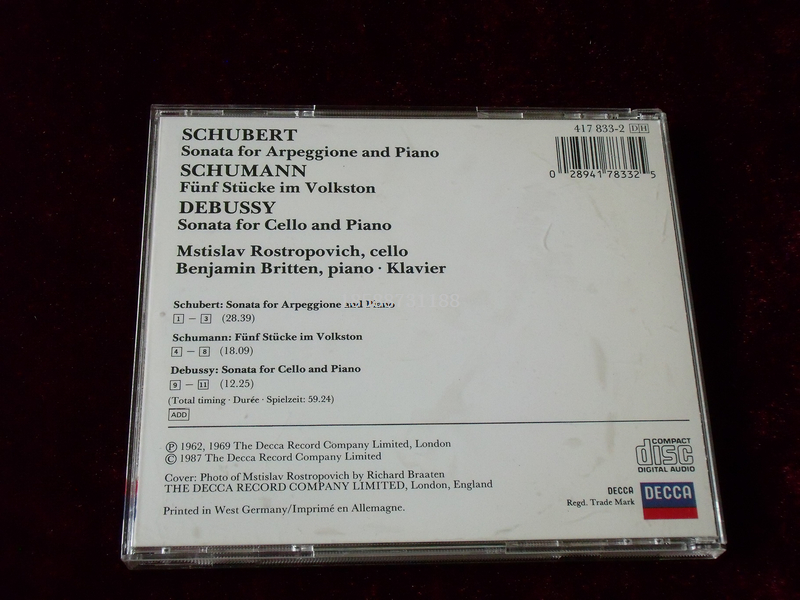 SCHUBERT
Sonata for Arpeggione and Piano
SCHUMANN
Fünf Stücke im Volkston
DEBUSSY
Sonata for Cello and Piano
Mstislav Rostropovich, cello
Benjamin Britten, piano · Klavier
417 833-2 DH
0 28941 78332 5
Schubert: Sonata for Arpeggione and Piano
1 – 3 (28.39)
Schumann: Fünf Stücke im Volkston
4 – 8 (18.09)
Debussy: Sonata for Cello and Piano
9 – 11 (12.25)
(Total timing · Durée · Spielzeit: 59.24)
ADD
Ⓟ 1962, 1969 The Decca Record Company Limited, London
© 1987 The Decca Record Company Limited
Cover: Photo of Mstislav Rostropovich by Richard Braaten
THE DECCA RECORD COMPANY LIMITED, London, England
Printed in West Germany/Imprimé en Allemagne.
COMPACT
disc
DIGITAL AUDIO
DECCA
Regd. Trade Mark
DECCA